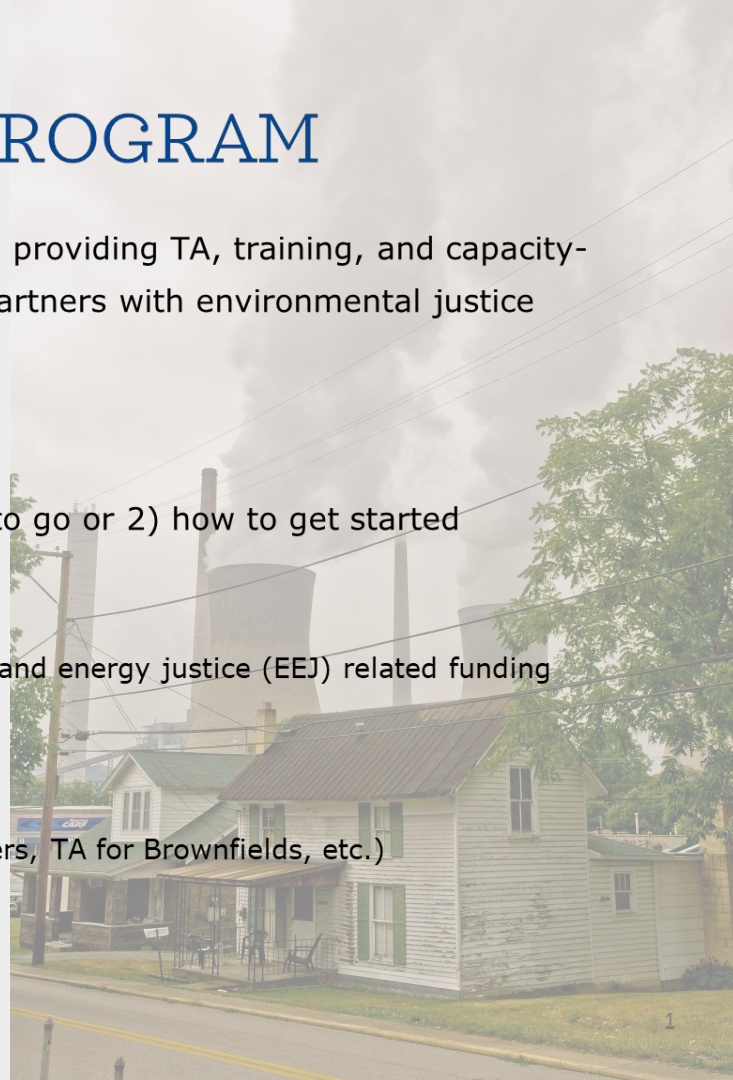 ROGRAM
providing TA, training, and capacity-
artners with environmental justice
to go or 2) how to get started
and energy justice (EEJ) related funding
ers, TA for Brownfields, etc.)
1